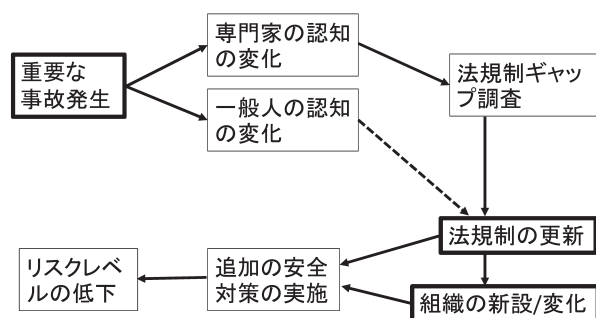 重要な
事故発生
専門家の認知
の変化
一般人の認知
の変化
法規制ギャッ
プ調査
法規制の更新
組織の新設/変化
追加の安全
対策の実施
リスクレベ
ルの低下